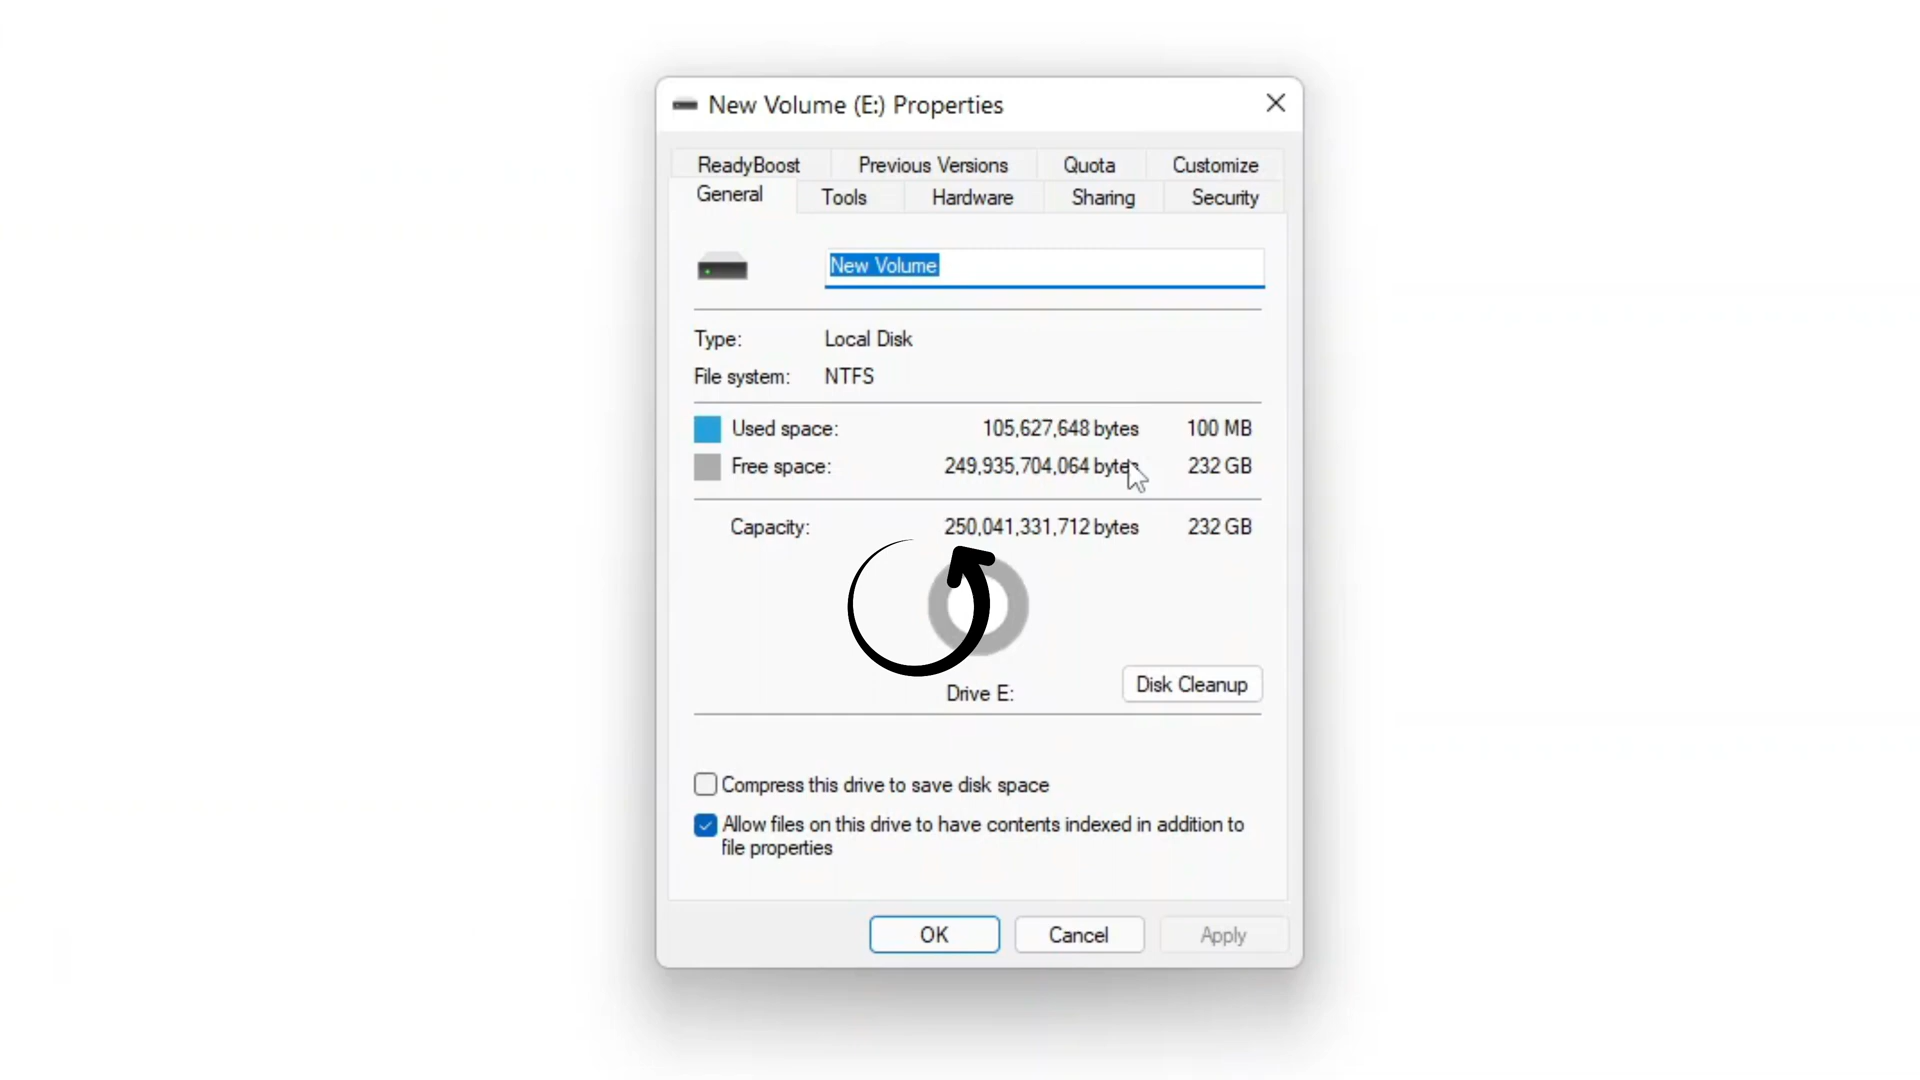 New Volume (E:) Properties
ReadyBoost Previous Versions Quota Customize
General Tools Hardware Sharing Security
New Volume
Type: Local Disk
File system: NTFS
Used space: 105,627,648 bytes 100 MB
Free space: 249,935,704,064 bytes 232 GB
Capacity: 250,041,331,712 bytes 232 GB
Drive E: Disk Cleanup
Compress this drive to save disk space
Allow files on this drive to have contents indexed in addition to
file properties
OK Cancel Apply